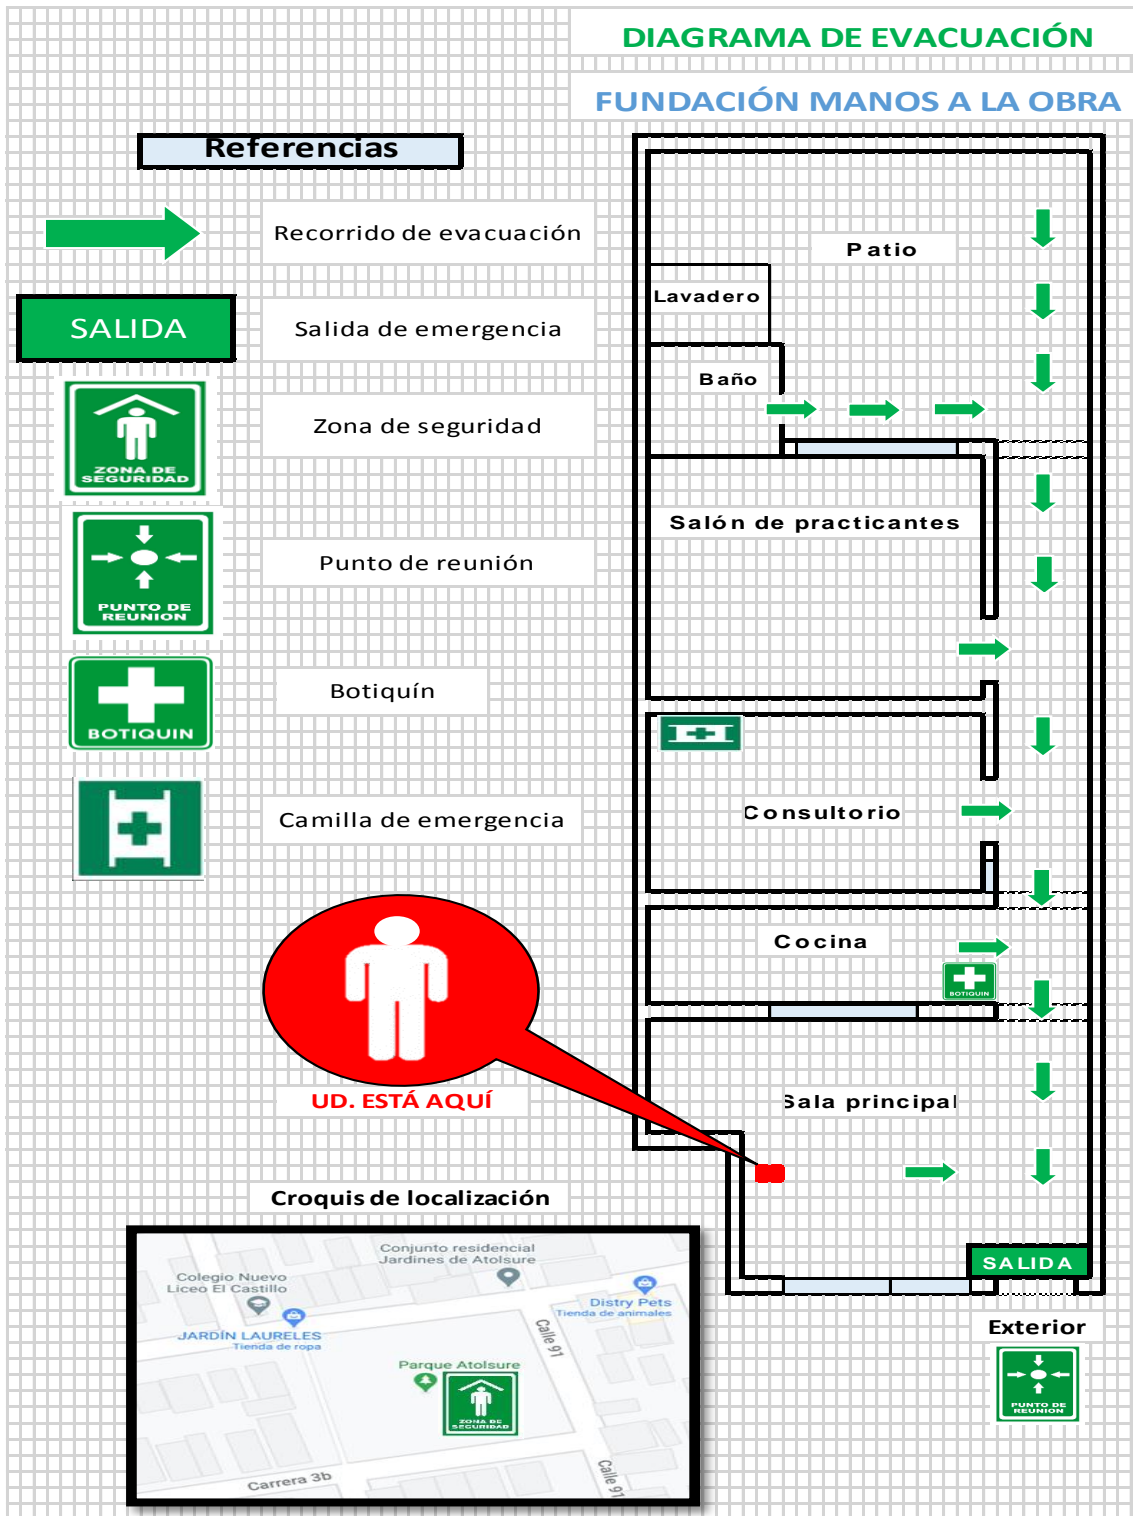 DIAGRAMA DE EVACUACIÓN
FUNDACIÓN MANOS A LA OBRA
Referencias
Recorrido de evacuación
SALIDA
Salida de emergencia
ZONA DE
SEGURIDAD
Zona de seguridad
PUNTO DE
REUNION
Punto de reunión
BOTIQUIN
Botiquín
Camilla de emergencia
UD. ESTÁ AQUÍ
Patio
Lavadero
Baño
Salón de practicantes
Consultorio
Cocina
BOTIQUIN
Sala principal
SALIDA
Exterior
PUNTO DE
REUNION
Croquis de localización
Conjunto residencial
Jardines de Atolsure
Colegio Nuevo
Liceo El Castillo
JARDÍN LAURELES
Tienda de ropa
Distry Pets
Tienda de animales
Calle 91
Parque Atolsure
ZONA DE
SEGURIDAD
Carrera 3b
Calle 91